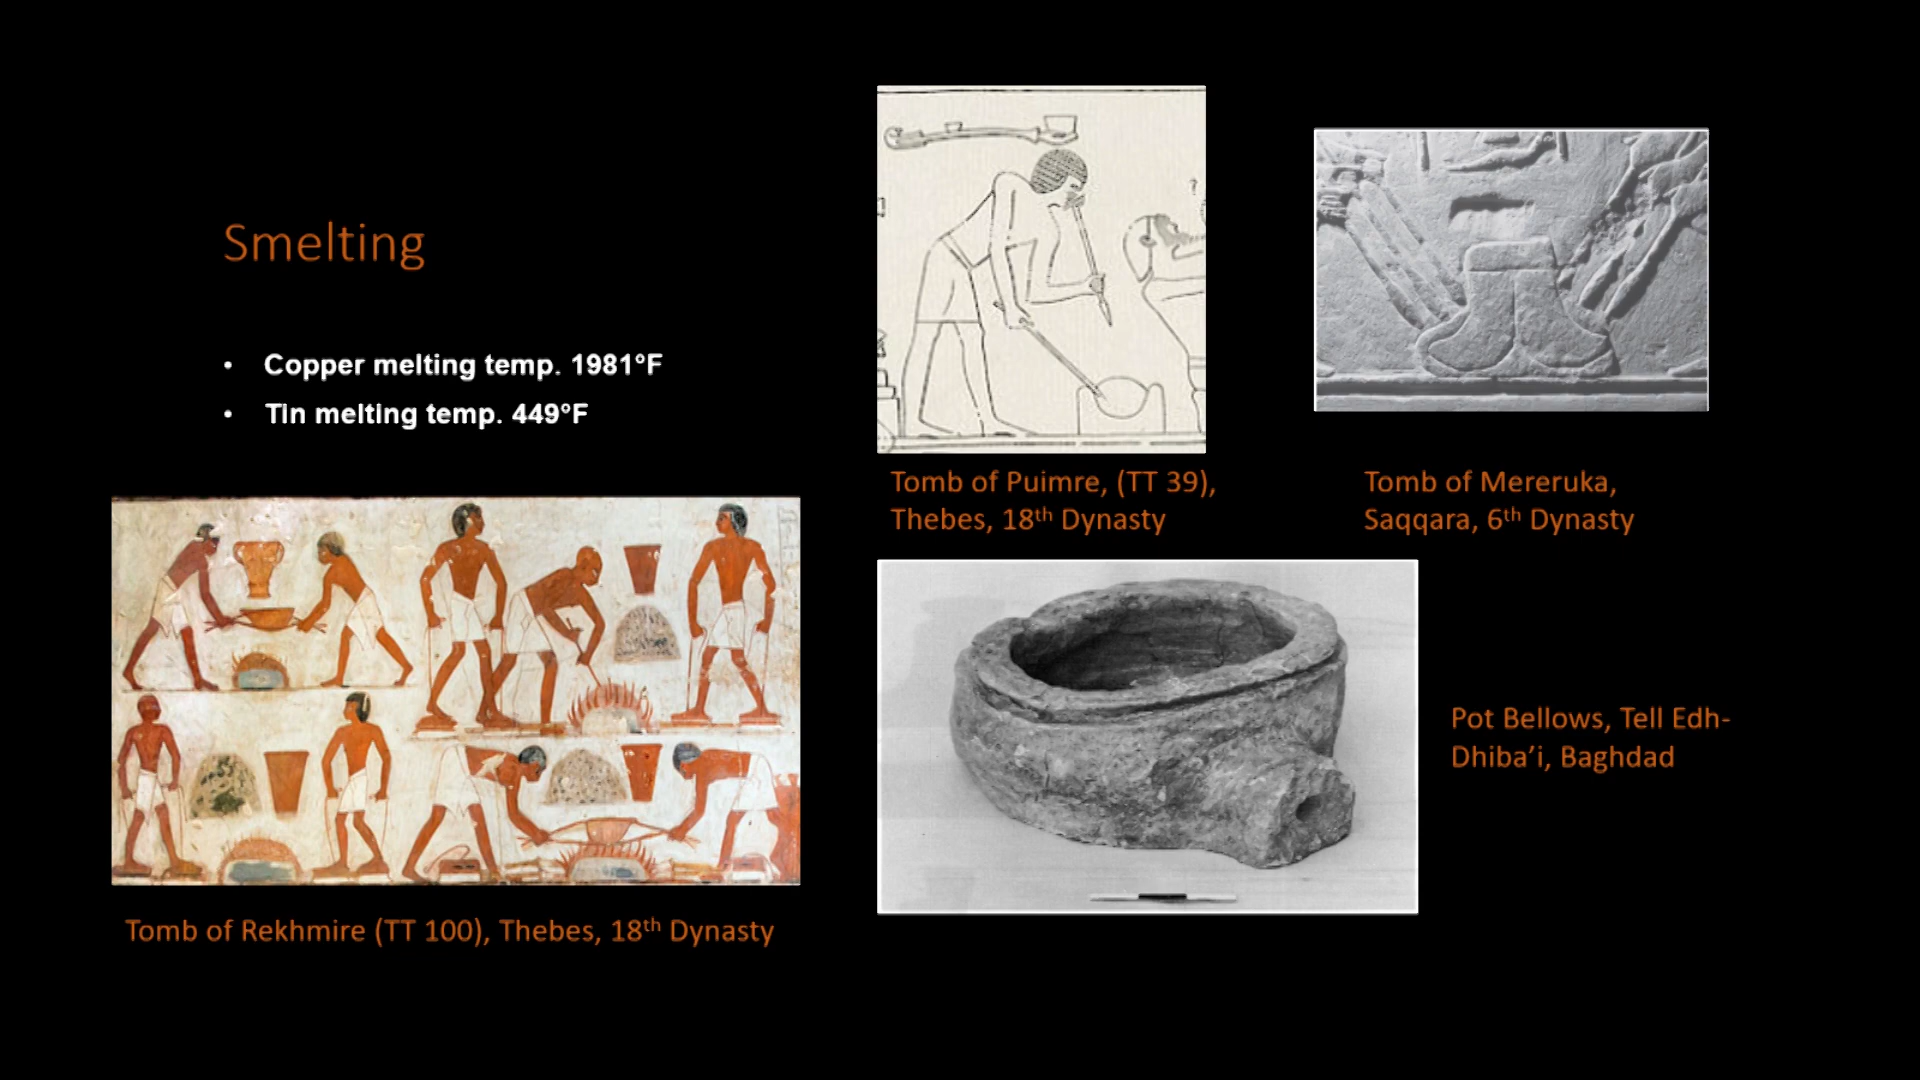 Smelting
• Copper melting temp. 1981°F
• Tin melting temp. 449°F
Tomb of Puimre, (TT 39),
Thebes, 18th Dynasty
Tomb of Mereruka,
Saqqara, 6th Dynasty
Pot Bellows, Tell Edh-
Dhiba’i, Baghdad
Tomb of Rekhmire (TT 100), Thebes, 18th Dynasty